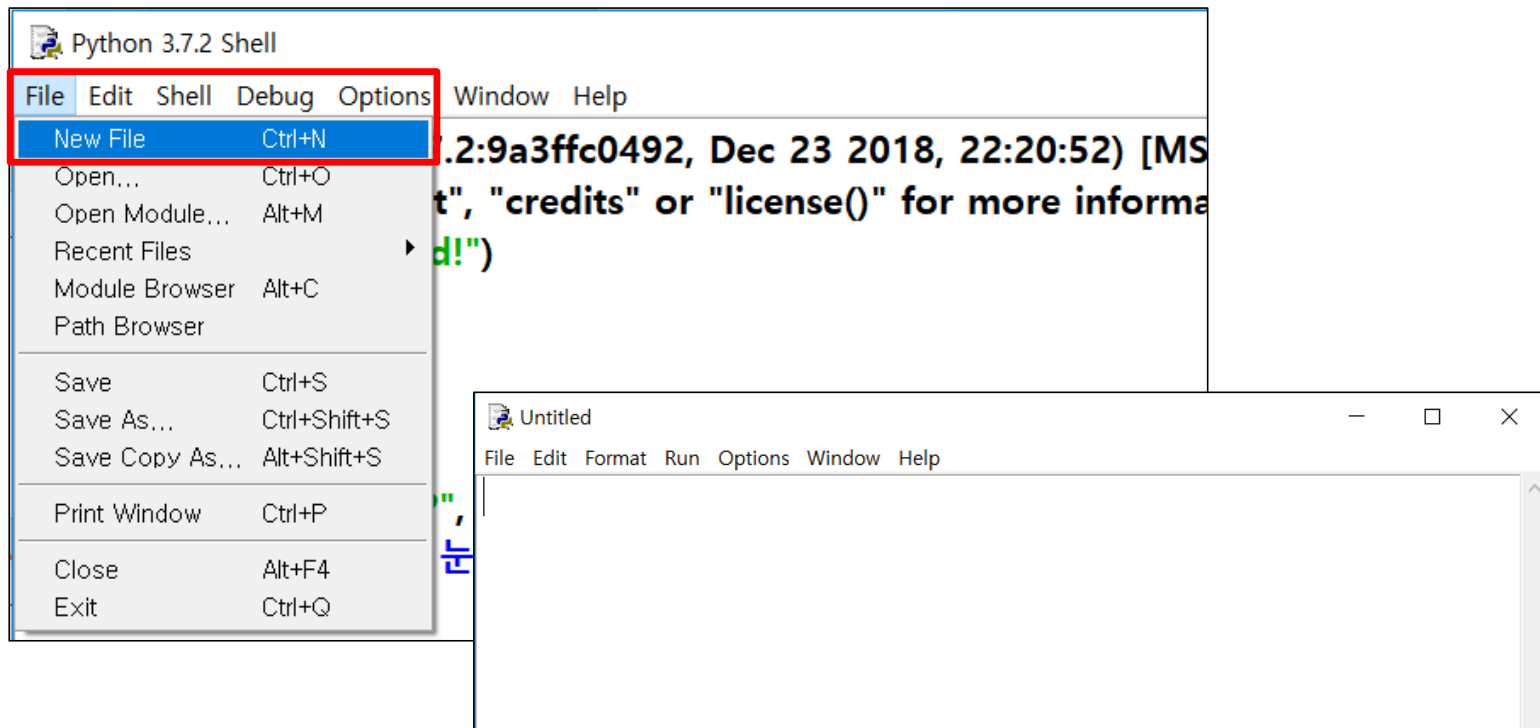 Python 3.7.2 Shell
File Edit Shell Debug Options Window Help
New File Ctrl+N
Open... Ctrl+O
Open Module... Alt+M
Recent Files
Module Browser Alt+C
Path Browser
Save Ctrl+S
Save As... Ctrl+Shift+S
Save Copy As... Alt+Shift+S
Print Window Ctrl+P
Close Alt+F4
Exit Ctrl+Q
.2:9a3ffc0492, Dec 23 2018, 22:20:52) [MS
t", "credits" or "license()" for more informa
d!")
",
눈
Untitled
File Edit Format Run Options Window Help